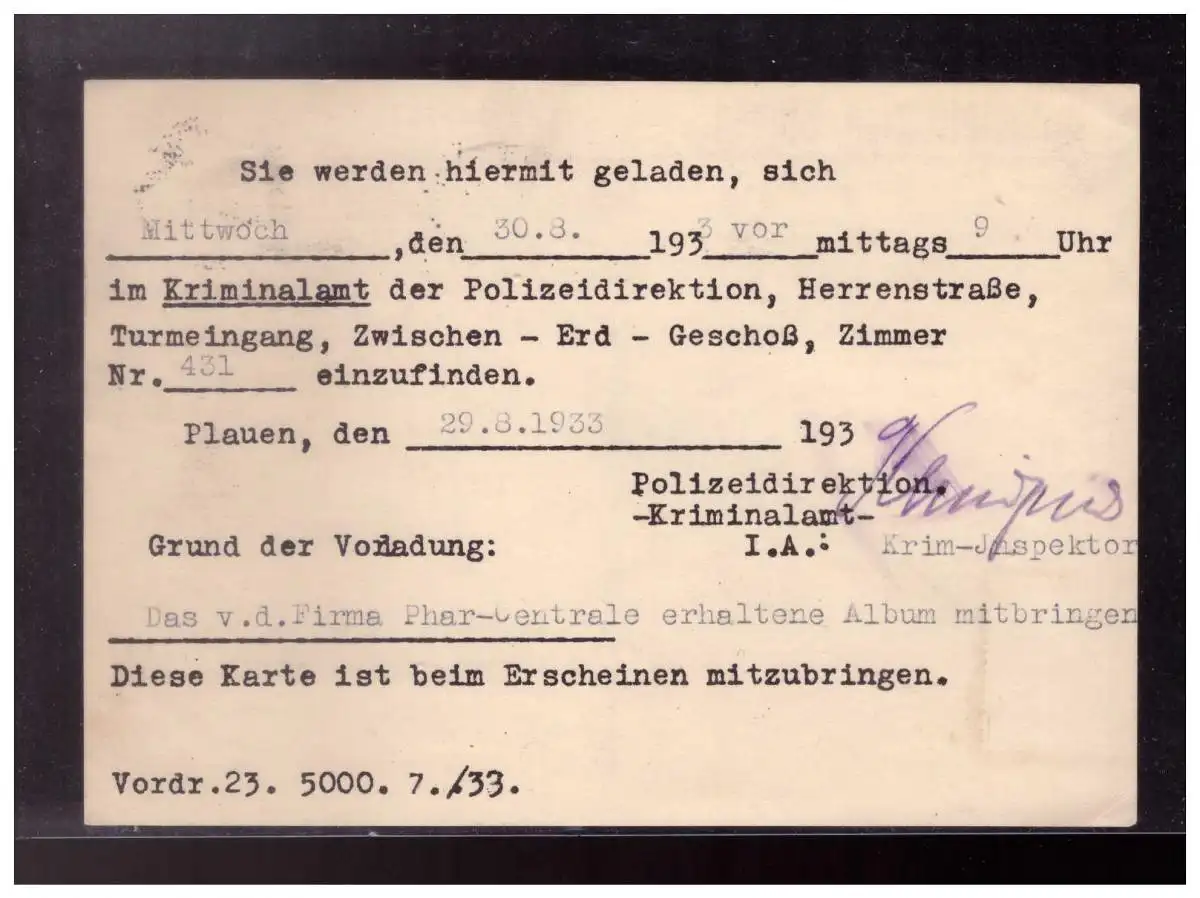 Sie werden hiermit geladen, sich
Mittwoch, den 30.8. 1933 vor mittags 9 Uhr
im Kriminalamt der Polizeidirektion, Herrenstraße,
Turmeingang, Zwischen - Erd - Geschoß, Zimmer
Nr. 431 einzufinden.
Plauen, den 29.8.1933 193
Polizeidirektion.
-Kriminalamt-
Grund der Vorladung: I.A.: Krim-Jnspektor
Das v.d.Firma Phar-Centrale erhaltene Album mitbringen
Diese Karte ist beim Erscheinen mitzubringen.
Vordr.23. 5000. 7./33.